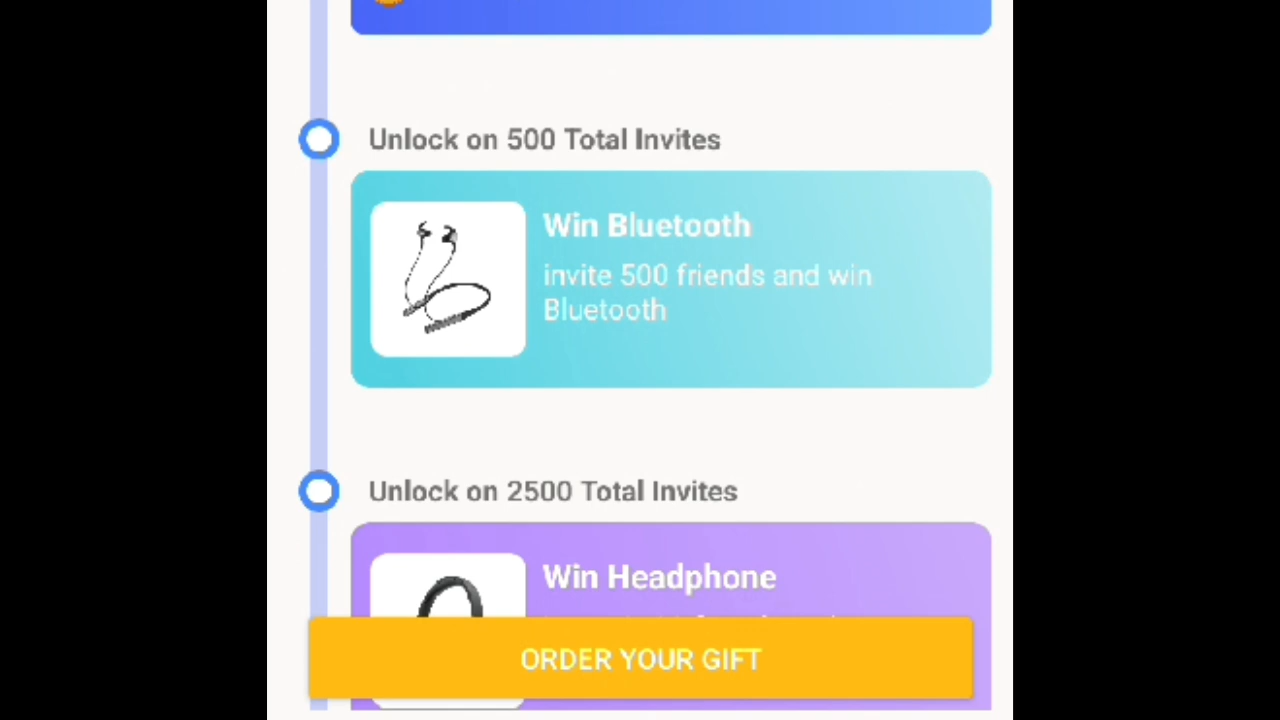 Unlock on 500 Total Invites
Win Bluetooth
invite 500 friends and win
Bluetooth
Unlock on 2500 Total Invites
Win Headphone
ORDER YOUR GIFT